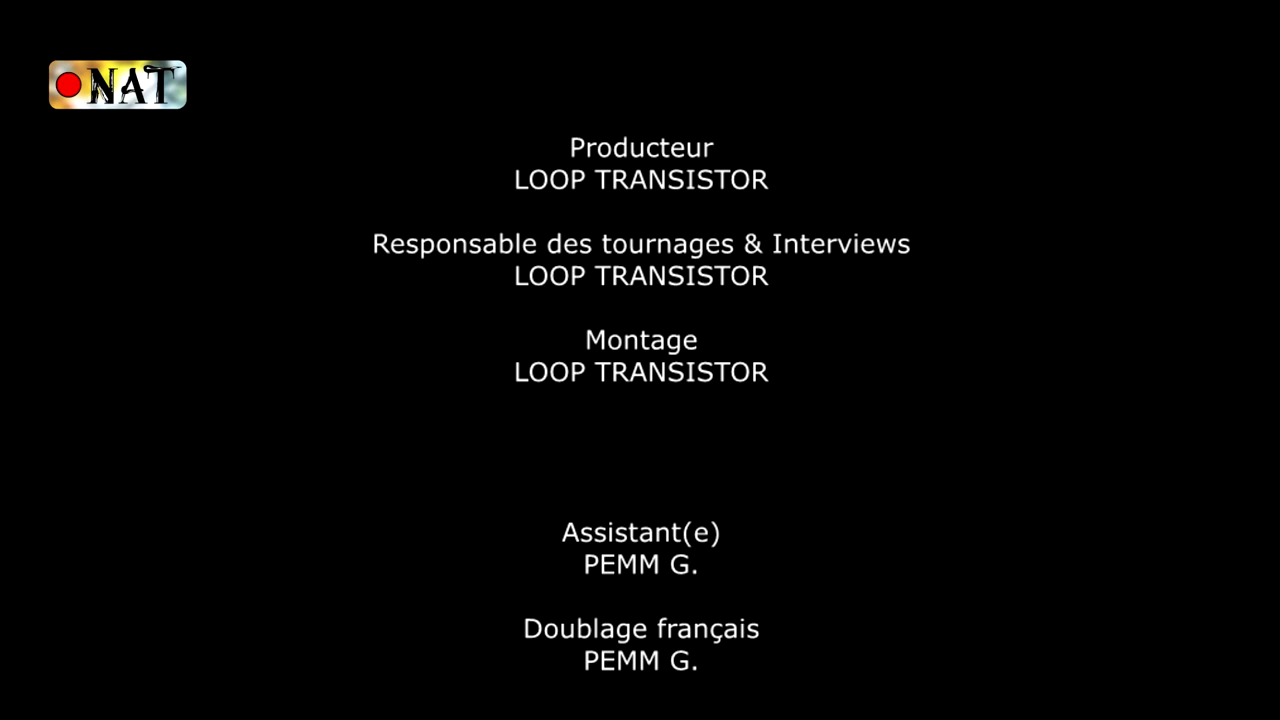 NAT
Producteur
LOOP TRANSISTOR
Responsable des tournages & Interviews
LOOP TRANSISTOR
Montage
LOOP TRANSISTOR
Assistant(e)
PEMM G.
Doublage français
PEMM G.